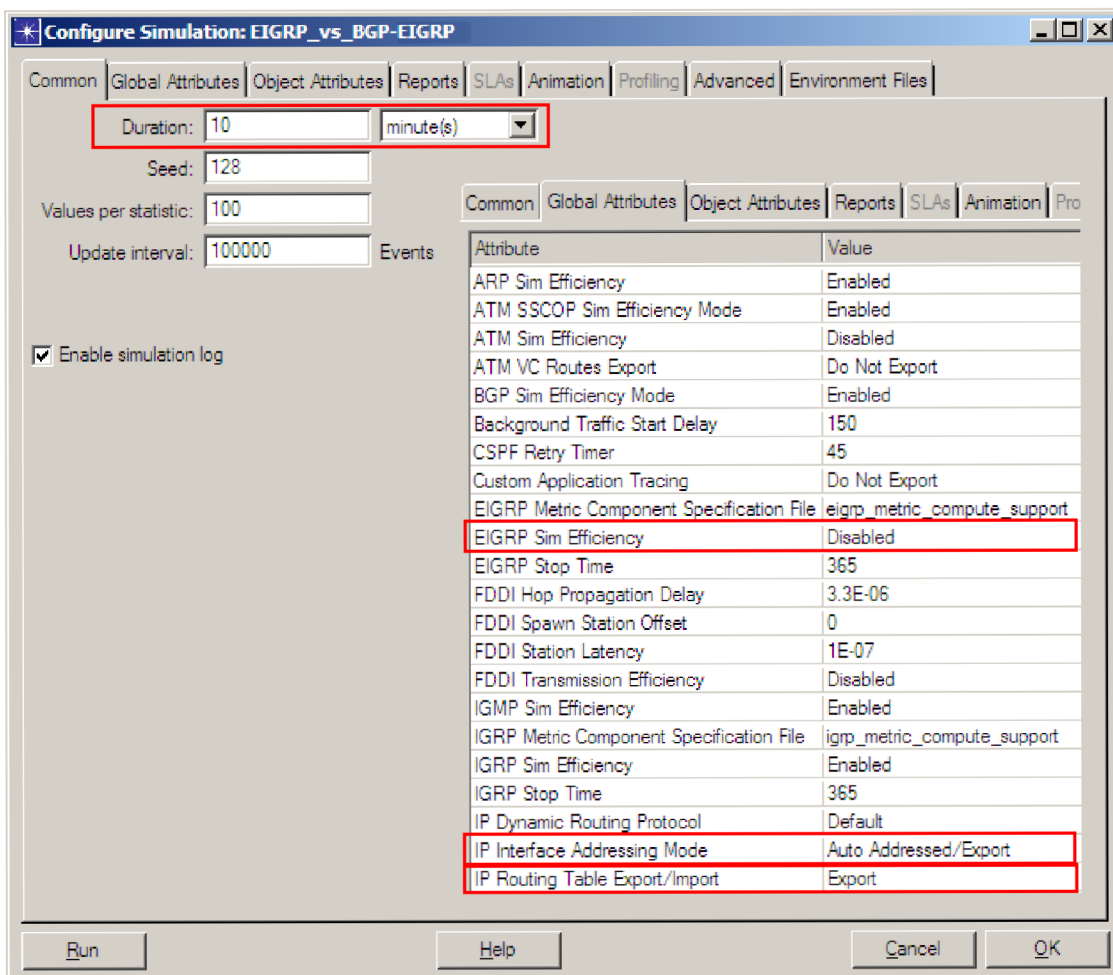 Configure Simulation: EIGRP_vs_BGP-EIGRP
Common Global Attributes Object Attributes Reports SLAs Animation Profiling Advanced Environment Files
Duration: 10 minute(s)
Seed: 128
Values per statistic: 100
Update interval: 100000 Events
Enable simulation log
Common Global Attributes Object Attributes Reports SLAs Animation Pro
Attribute Value
ARP Sim Efficiency Enabled
ATM SSCOP Sim Efficiency Mode Enabled
ATM Sim Efficiency Disabled
ATM VC Routes Export Do Not Export
BGP Sim Efficiency Mode Enabled
Background Traffic Start Delay 150
CSPF Retry Timer 45
Custom Application Tracing Do Not Export
EIGRP Metric Component Specification File eigrp_metric_compute_support
EIGRP Sim Efficiency Disabled
EIGRP Stop Time 365
FDDI Hop Propagation Delay 3.3E-06
FDDI Spawn Station Offset 0
FDDI Station Latency 1E-07
FDDI Transmission Efficiency Disabled
IGMP Sim Efficiency Enabled
IGRP Metric Component Specification File igrp_metric_compute_support
IGRP Sim Efficiency Enabled
IGRP Stop Time 365
IP Dynamic Routing Protocol Default
IP Interface Addressing Mode Auto Addressed/Export
IP Routing Table Export/Import Export
Run Help Cancel OK